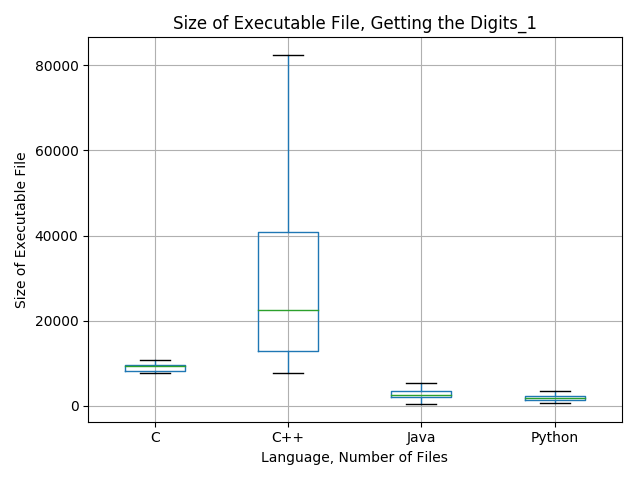 Size of Executable File, Getting the Digits_1
80000
60000
40000
20000
0
Size of Executable File
C C++ Java Python
Language, Number of Files